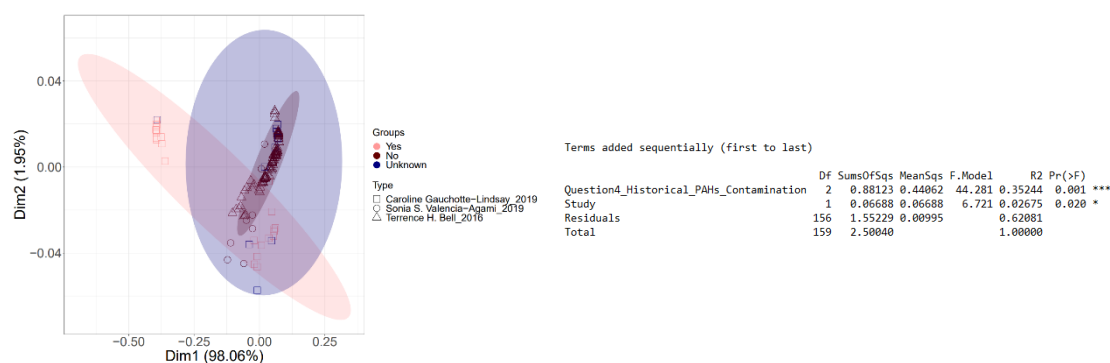 0.04
0.00
−0.04
Dim2 (1.95%)
−0.50
−0.25
0.00
0.25
Dim1 (98.06%)
Groups
Yes
No
Unknown
Type
Caroline Gauchotte−Lindsay_2019
Sonia S. Valencia−Agami_2019
Terrence H. Bell_2016
Terms added sequentially (first to last)
Df SumsOfSqs MeanSqs F.Model R2 Pr(>F)
Question4_Historical_PAHs_Contamination 2 0.88123 0.44062 44.281 0.35244 0.001 ***
Study 1 0.06688 0.06688 6.721 0.02675 0.020 *
Residuals 156 1.55229 0.00995 0.62081
Total 159 2.50040 1.00000